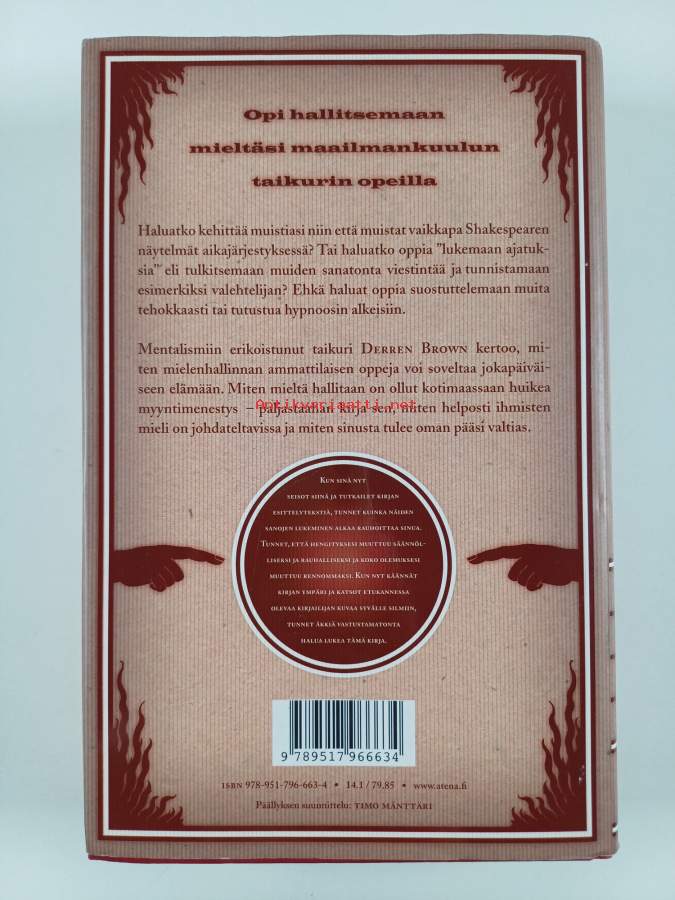 Opi hallitsemaan
mieltäsi maailmankuulun
taikurin opeilla
Haluatko kehittää muistiasi niin että muistat vaikkapa Shakespearen
näytelmät aikajärjestyksessä? Tai haluatko oppia ”lukemaan ajatuk-
sia” eli tulkitsemaan muiden sanatonta viestintää ja tunnistamaan
esimerkiksi valehtelijan? Ehkä haluat oppia suostuttelemaan muita
tehokkaasti tai tutustua hypnoosin alkeisiin.
Mentalismiin erikoistunut taikuri DERREN BROWN kertoo, mi-
ten mielenhallinnan ammattilaisen oppeja voi soveltaa jokapäiväi-
seen elämään. Miten mieltä hallitaan on ollut kotimaassaan huikea
myyntimenestys – paljastaahan kirja sen, miten helposti ihmisten
Antikvariaatti.net
mieli on johdateltavissa ja miten sinusta tulee oman pääsi valtias.
KUN SINÄ NYT
SEISOT SIINÄ JA TUTKAILET KIRJAN
ESITTELYTEKSTIÄ, TUNNET KUINKA NÄIDEN
SANOJEN LUKEMINEN ALKAA RAUHOITTAA SINUA.
TUNNET, ETTÄ HENGITYKSESI MUUTTUU SÄÄNNÖL-
LISEKSI JA RAUHALLISEKSI JA KOKO OLEMUKSESI
MUUTTUU RENNOMMAKSI. KUN NYT KÄÄNNÄT
KIRJAN YMPÄRI JA KATSOT ETUKANNESSA
OLEVAA KIRJAILIJAN KUVAA SYVÄLLE SILMIIN,
TUNNET ÄKKIÄ VASTUSTAMATONTA
HALUA LUKEA TÄMÄ KIRJA.
9 789517 966634
ISBN 978-951-796-663-4 • 14.1 / 79.85 • www.atena.fi
Päällyksen suunnittelu: TIMO MÄNTTÄRI